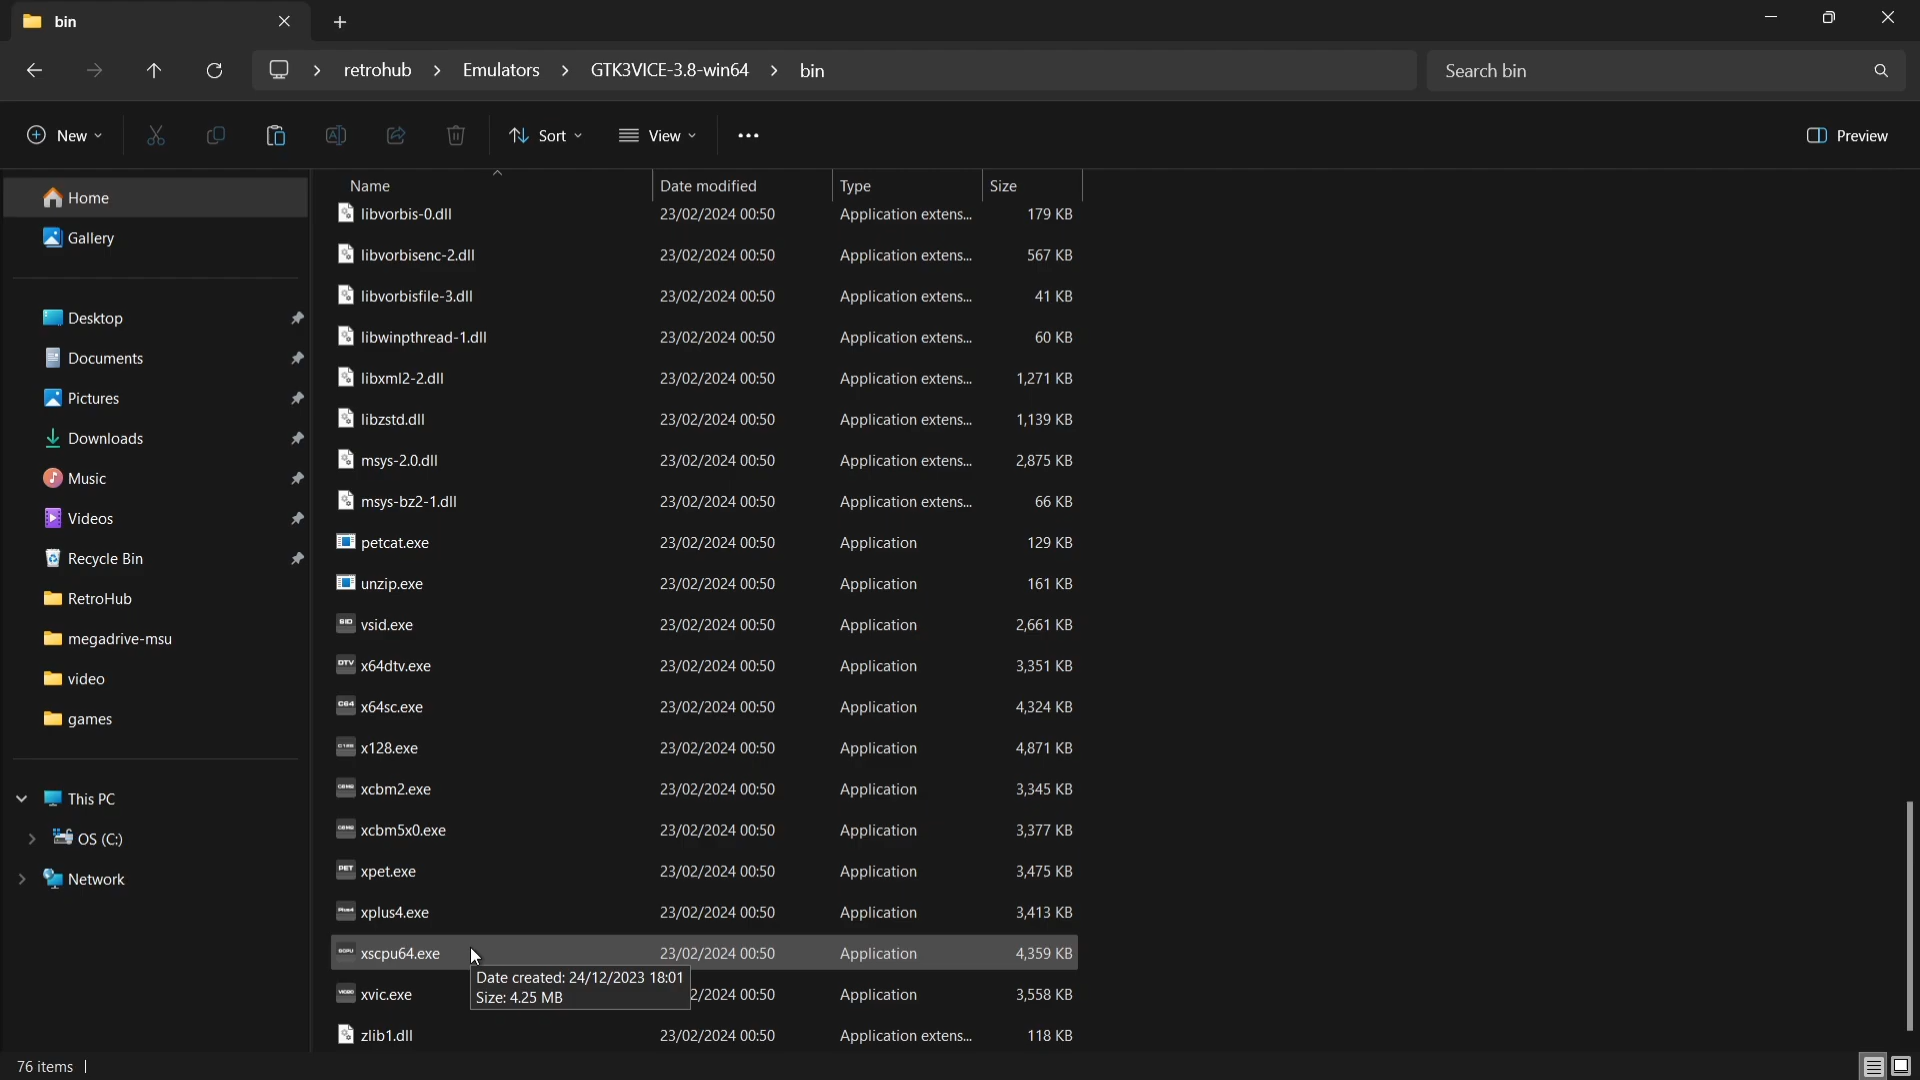 bin
retrohub > Emulators > GTK3VICE-3.8-win64 > bin
Search bin
New
Sort
View
Preview
Home
Gallery
Desktop
Documents
Pictures
Downloads
Music
Videos
Recycle Bin
RetroHub
megadrive-msu
video
games
This PC
OS (C:)
Network
Name Date modified Type Size
libvorbis-0.dll 23/02/2024 00:50 Application extens... 179 KB
libvorbisenc-2.dll 23/02/2024 00:50 Application extens... 567 KB
libvorbisfile-3.dll 23/02/2024 00:50 Application extens... 41 KB
libwinpthread-1.dll 23/02/2024 00:50 Application extens... 60 KB
libxml2-2.dll 23/02/2024 00:50 Application extens... 1,271 KB
libzstd.dll 23/02/2024 00:50 Application extens... 1,139 KB
msys-2.0.dll 23/02/2024 00:50 Application extens... 2,875 KB
msys-bz2-1.dll 23/02/2024 00:50 Application extens... 66 KB
petcat.exe 23/02/2024 00:50 Application 129 KB
unzip.exe 23/02/2024 00:50 Application 161 KB
vsid.exe 23/02/2024 00:50 Application 2,661 KB
x64dtv.exe 23/02/2024 00:50 Application 3,351 KB
x64sc.exe 23/02/2024 00:50 Application 4,324 KB
x128.exe 23/02/2024 00:50 Application 4,871 KB
xcbm2.exe 23/02/2024 00:50 Application 3,345 KB
xcbm5x0.exe 23/02/2024 00:50 Application 3,377 KB
xpet.exe 23/02/2024 00:50 Application 3,475 KB
xplus4.exe 23/02/2024 00:50 Application 3,413 KB
xscpu64.exe 23/02/2024 00:50 Application 4,359 KB
Date created: 24/12/2023 18:01
Size: 4.25 MB
xvic.exe 2/2024 00:50 Application 3,558 KB
zlib1.dll 23/02/2024 00:50 Application extens... 118 KB
76 items